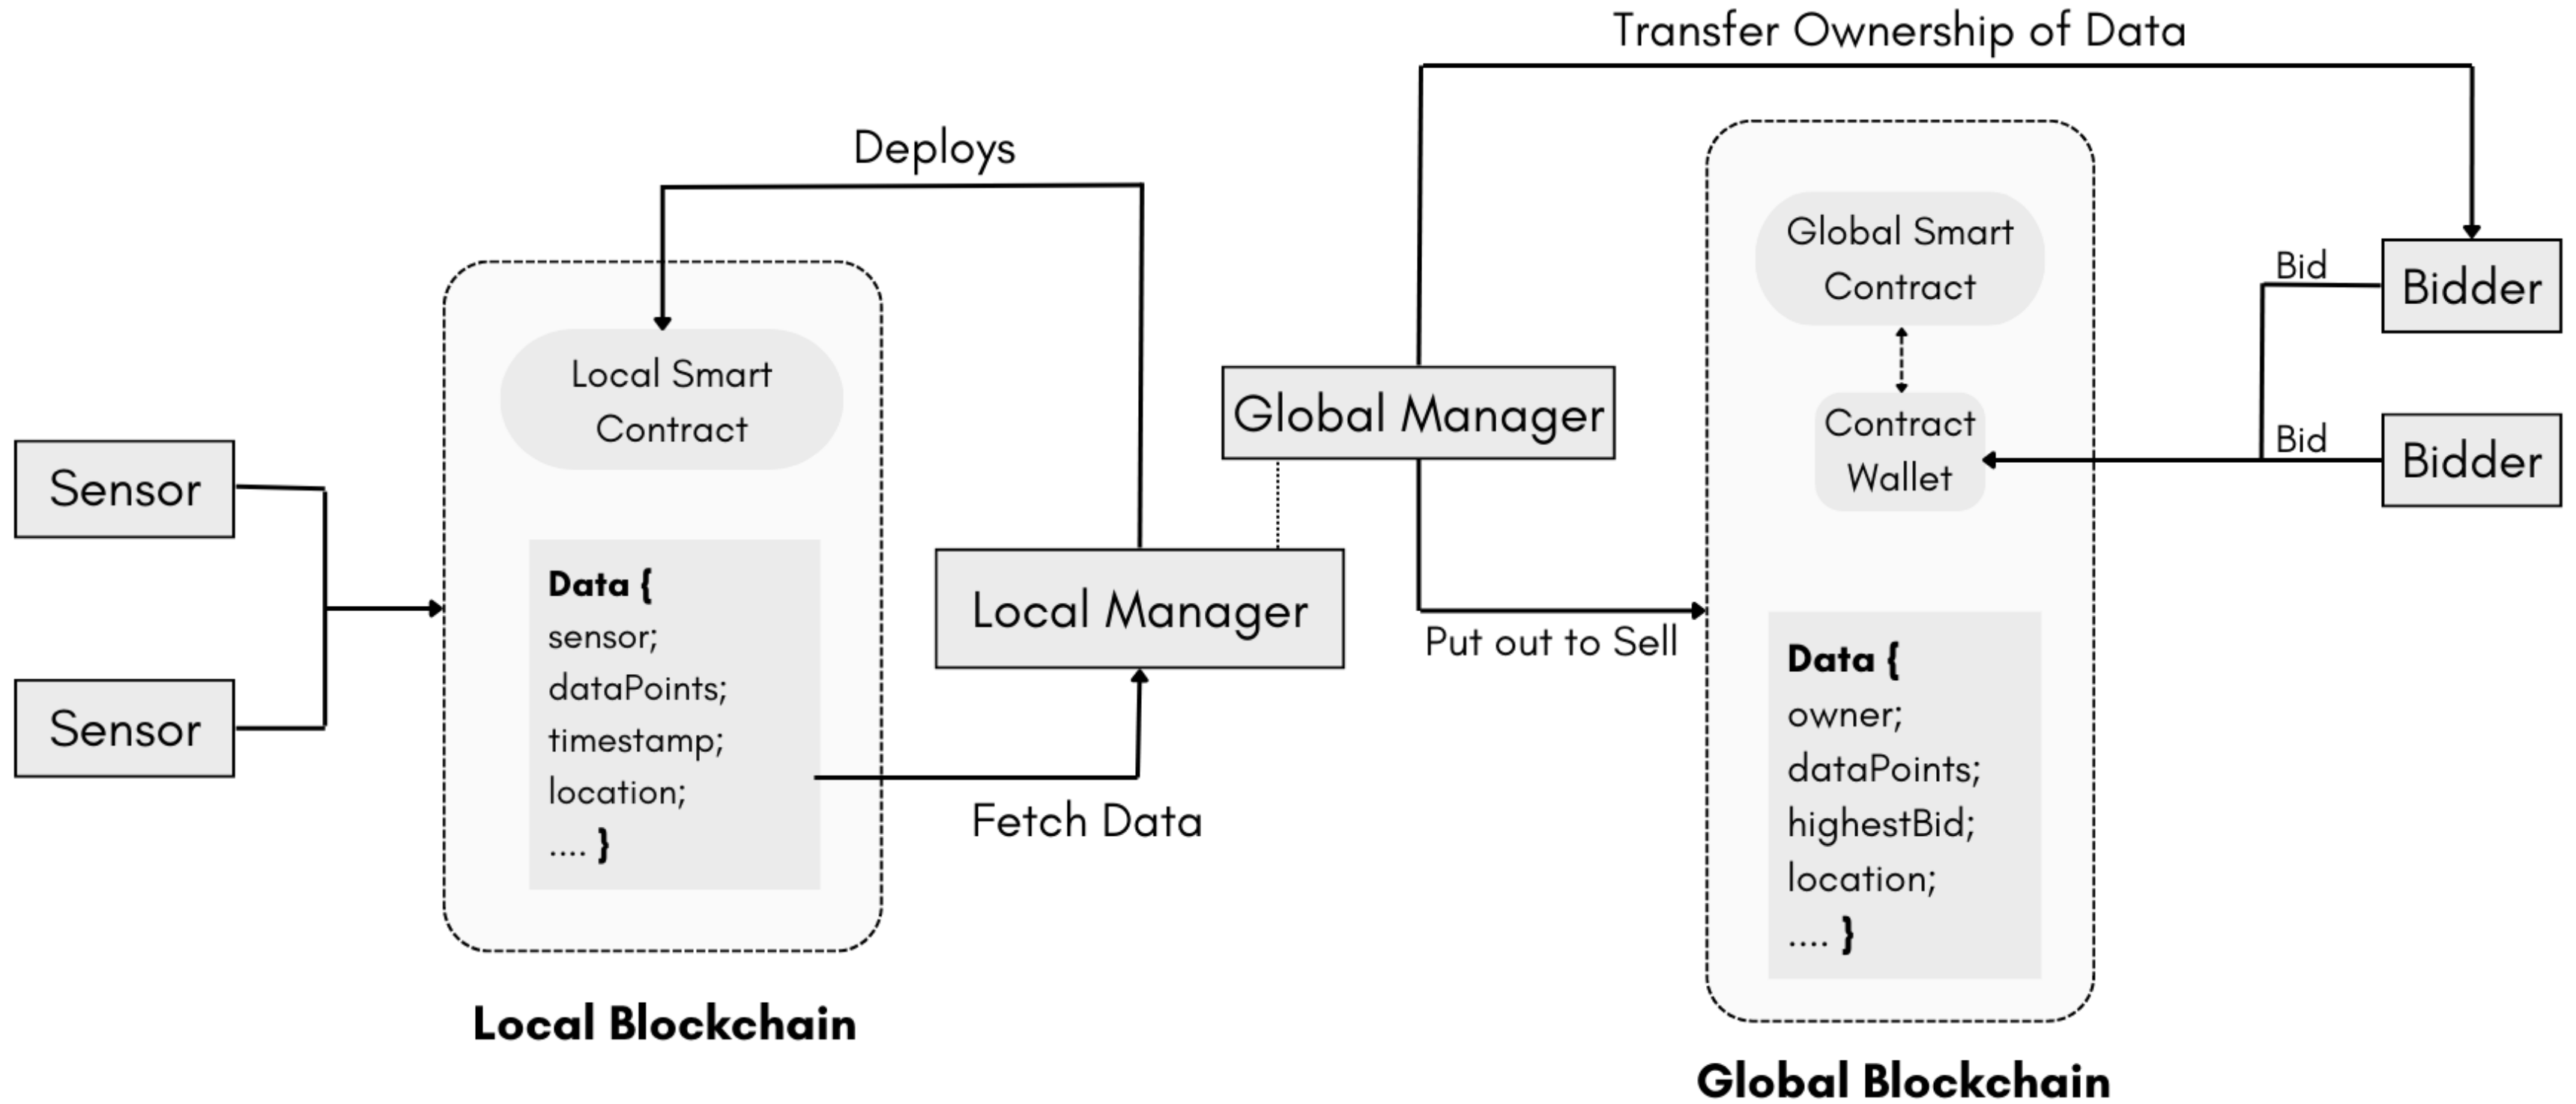 Transfer Ownership of Data
Deploys
Sensor
Sensor
Local Smart
Contract
Data {
sensor;
dataPoints;
timestamp;
location;
.... }
Local Blockchain
Fetch Data
Local Manager
Global Manager
Put out to Sell
Global Smart
Contract
Contract
Wallet
Data {
owner;
dataPoints;
highestBid;
location;
.... }
Global Blockchain
Bid
Bidder
Bid
Bidder